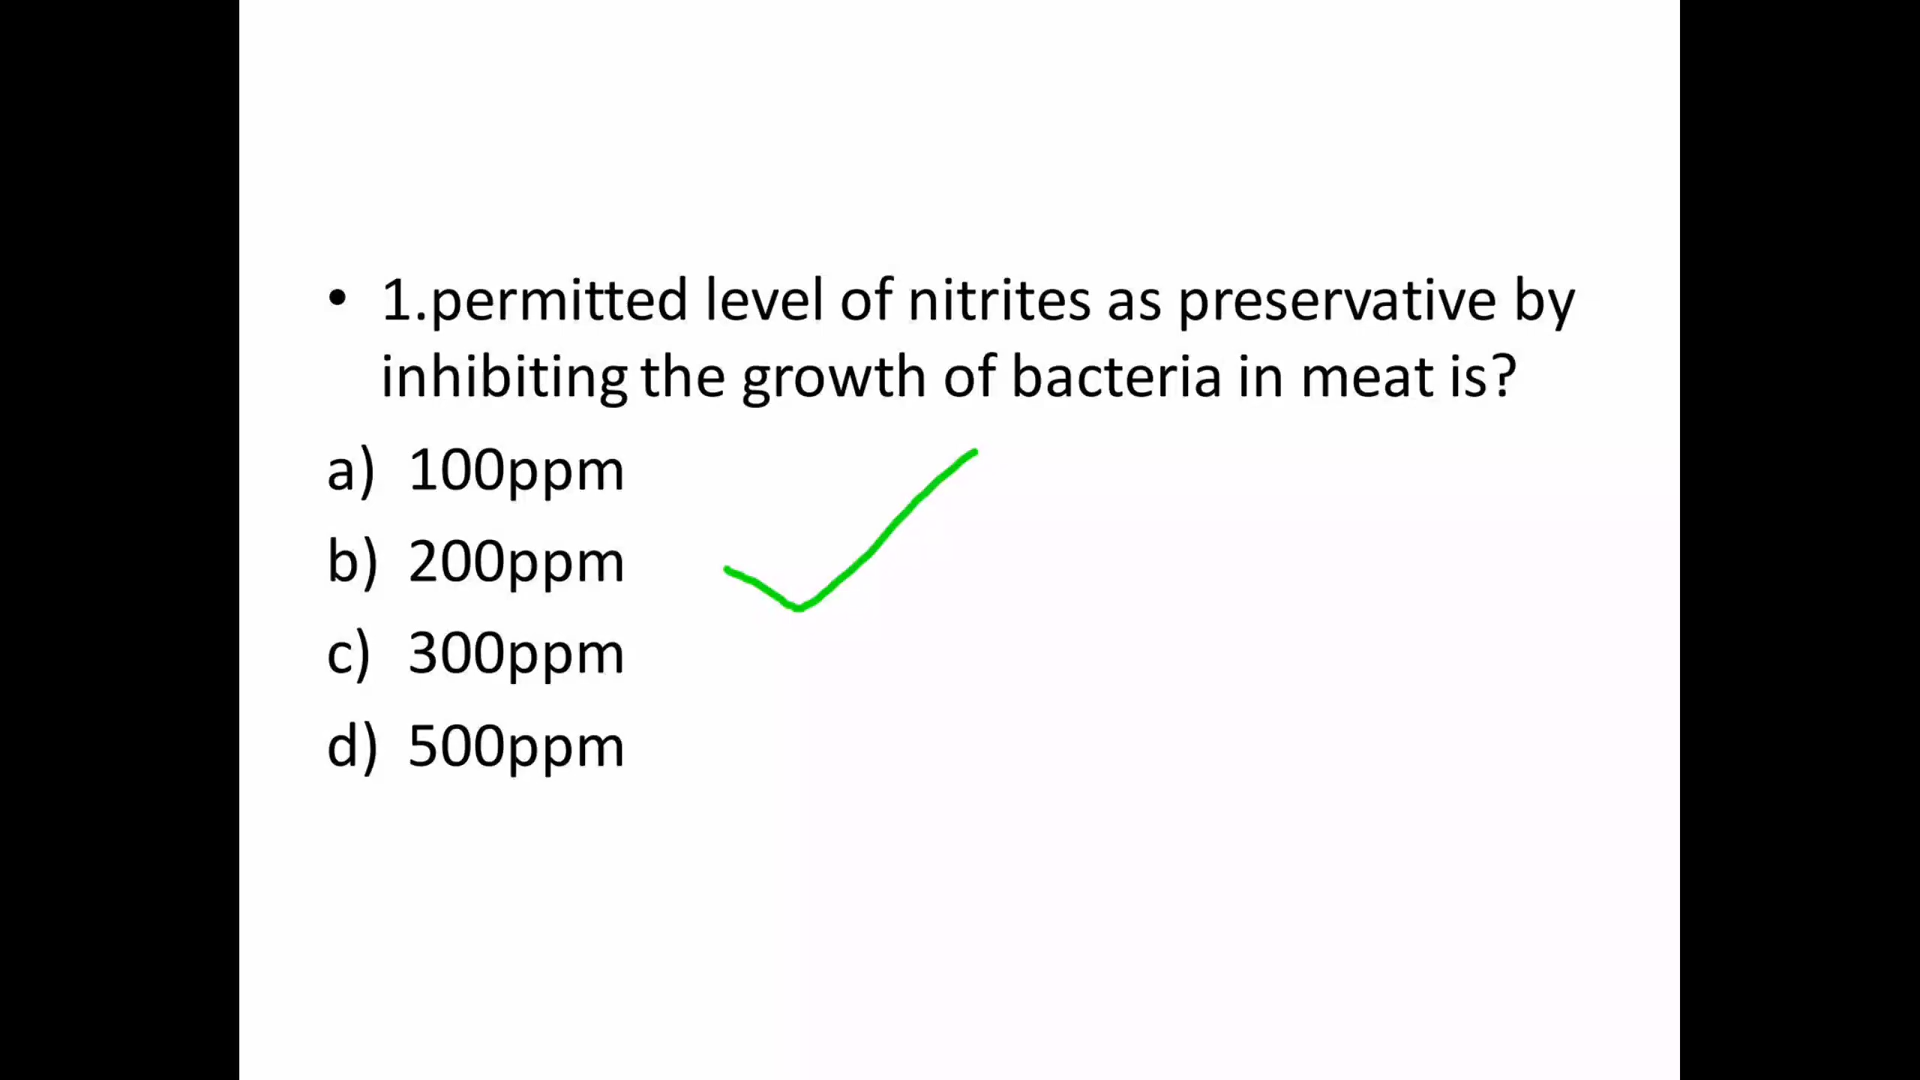 • 1.permitted level of nitrites as preservative by
inhibiting the growth of bacteria in meat is?
a) 100ppm
b) 200ppm
c) 300ppm
d) 500ppm